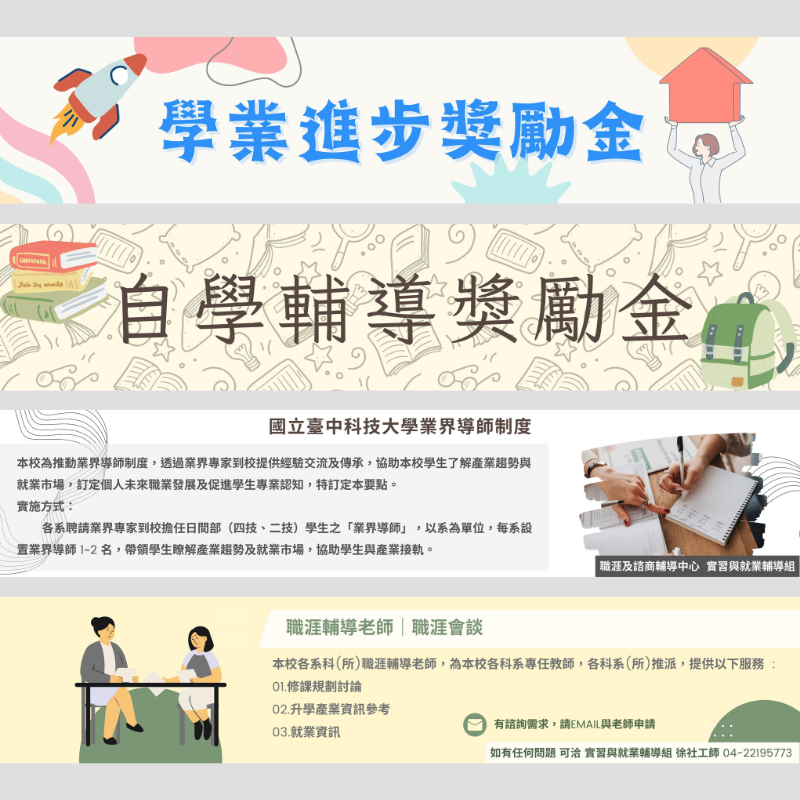 學業進步獎勵金
自學輔導獎勵金
國立臺中科技大學業界導師制度
本校為推動業界導師制度，透過業界專家到校提供經驗交流及傳承，協助本校學生了解產業趨勢與
就業市場，訂定個人未來職業發展及促進學生專業認知，特訂定本要點。
實施方式：
各系聘請業界專家到校擔任日間部（四技、二技）學生之「業界導師」，以系為單位，每系設
置業界導師 1~2 名，帶領學生瞭解產業趨勢及就業市場，協助學生與產業接軌。
職涯及諮商輔導中心 實習與就業輔導組
職涯輔導老師｜職涯會談
本校各系科(所)職涯輔導老師，為本校各科系專任教師，各科系(所)推派，提供以下服務：
01.修課規劃討論
02.升學產業資訊參考
03.就業資訊
有諮詢需求，請EMAIL與老師申請
如有任何問題 可洽 實習與就業輔導組 徐社工師 04-22195773